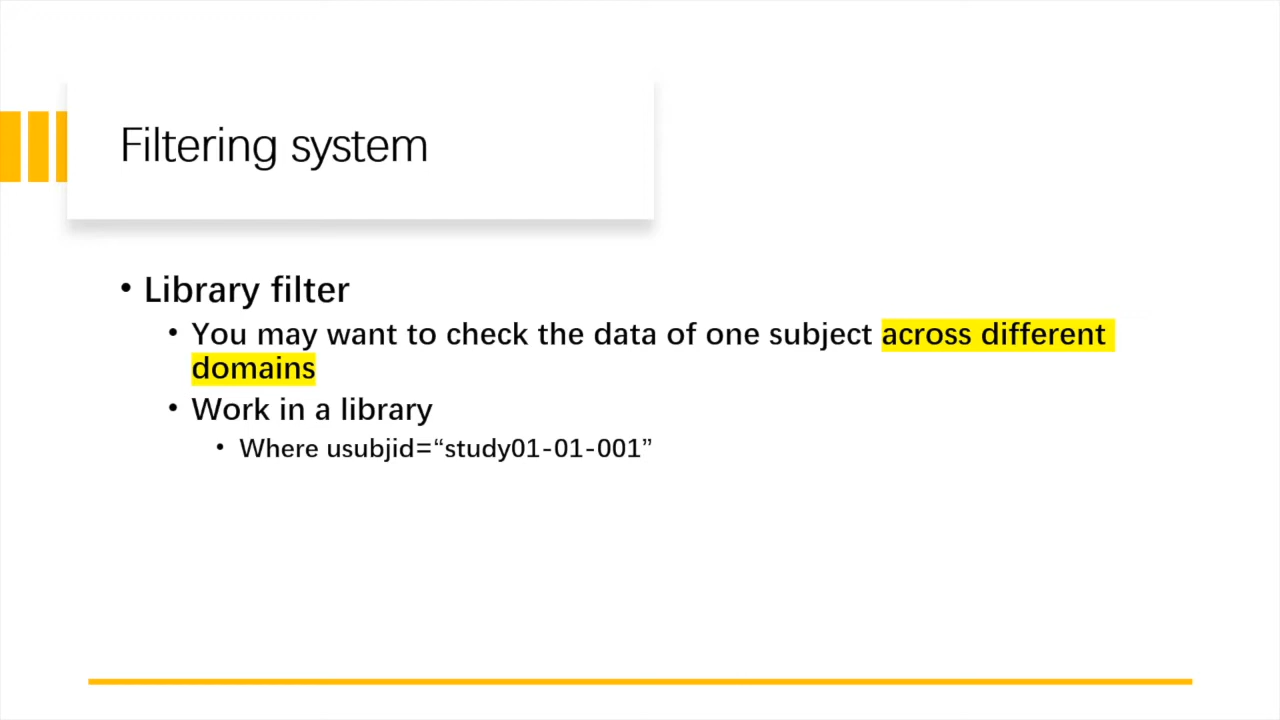 Filtering system
• Library filter
• You may want to check the data of one subject across different
domains
• Work in a library
• Where usubjid=“study01-01-001”